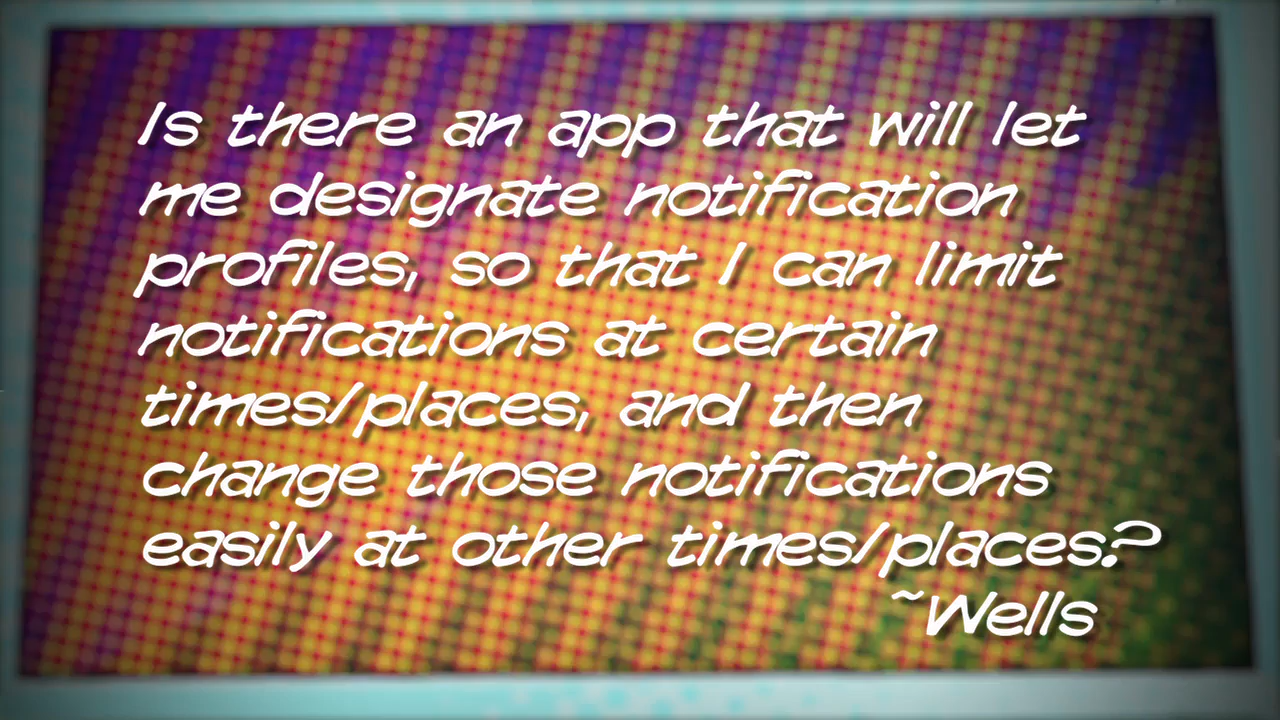 Is there an app that will let
me designate notification
profiles, so that I can limit
notifications at certain
times/places, and then
change those notifications
easily at other times/places?
~Wells